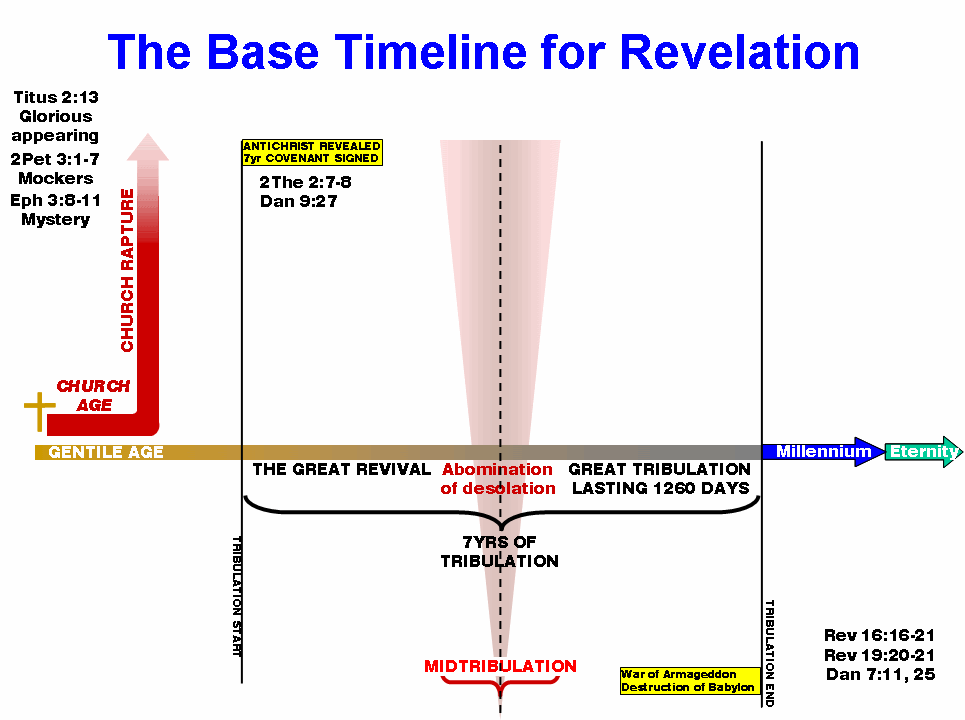 The Base Timeline for Revelation
Titus 2:13
Glorious
appearing
2Pet 3:1-7
Mockers
Eph 3:8-11
Mystery
CHURCH RAPTURE
CHURCH
AGE
ANTICHRIST REVEALED
7yr COVENANT SIGNED
2The 2:7-8
Dan 9:27
GENTILE AGE
Millennium
Eternity
THE GREAT REVIVAL
Abomination
of desolation
GREAT TRIBULATION
LASTING 1260 DAYS
7YRS OF
TRIBULATION
TRIBULATION START
MIDTRIBULATION
War of Armageddon
Destruction of Babylon
TRIBULATION END
Rev 16:16-21
Rev 19:20-21
Dan 7:11, 25